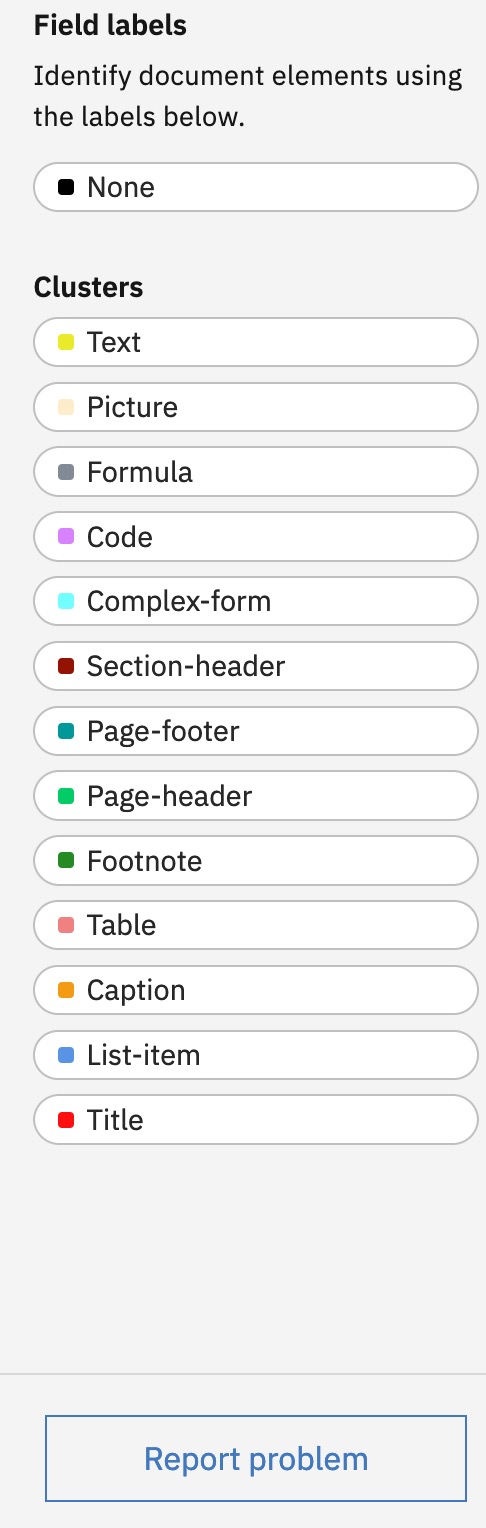 Field labels
Identify document elements using
the labels below.
None
Clusters
Text
Picture
Formula
Code
Complex-form
Section-header
Page-footer
Page-header
Footnote
Table
Caption
List-item
Title
Report problem